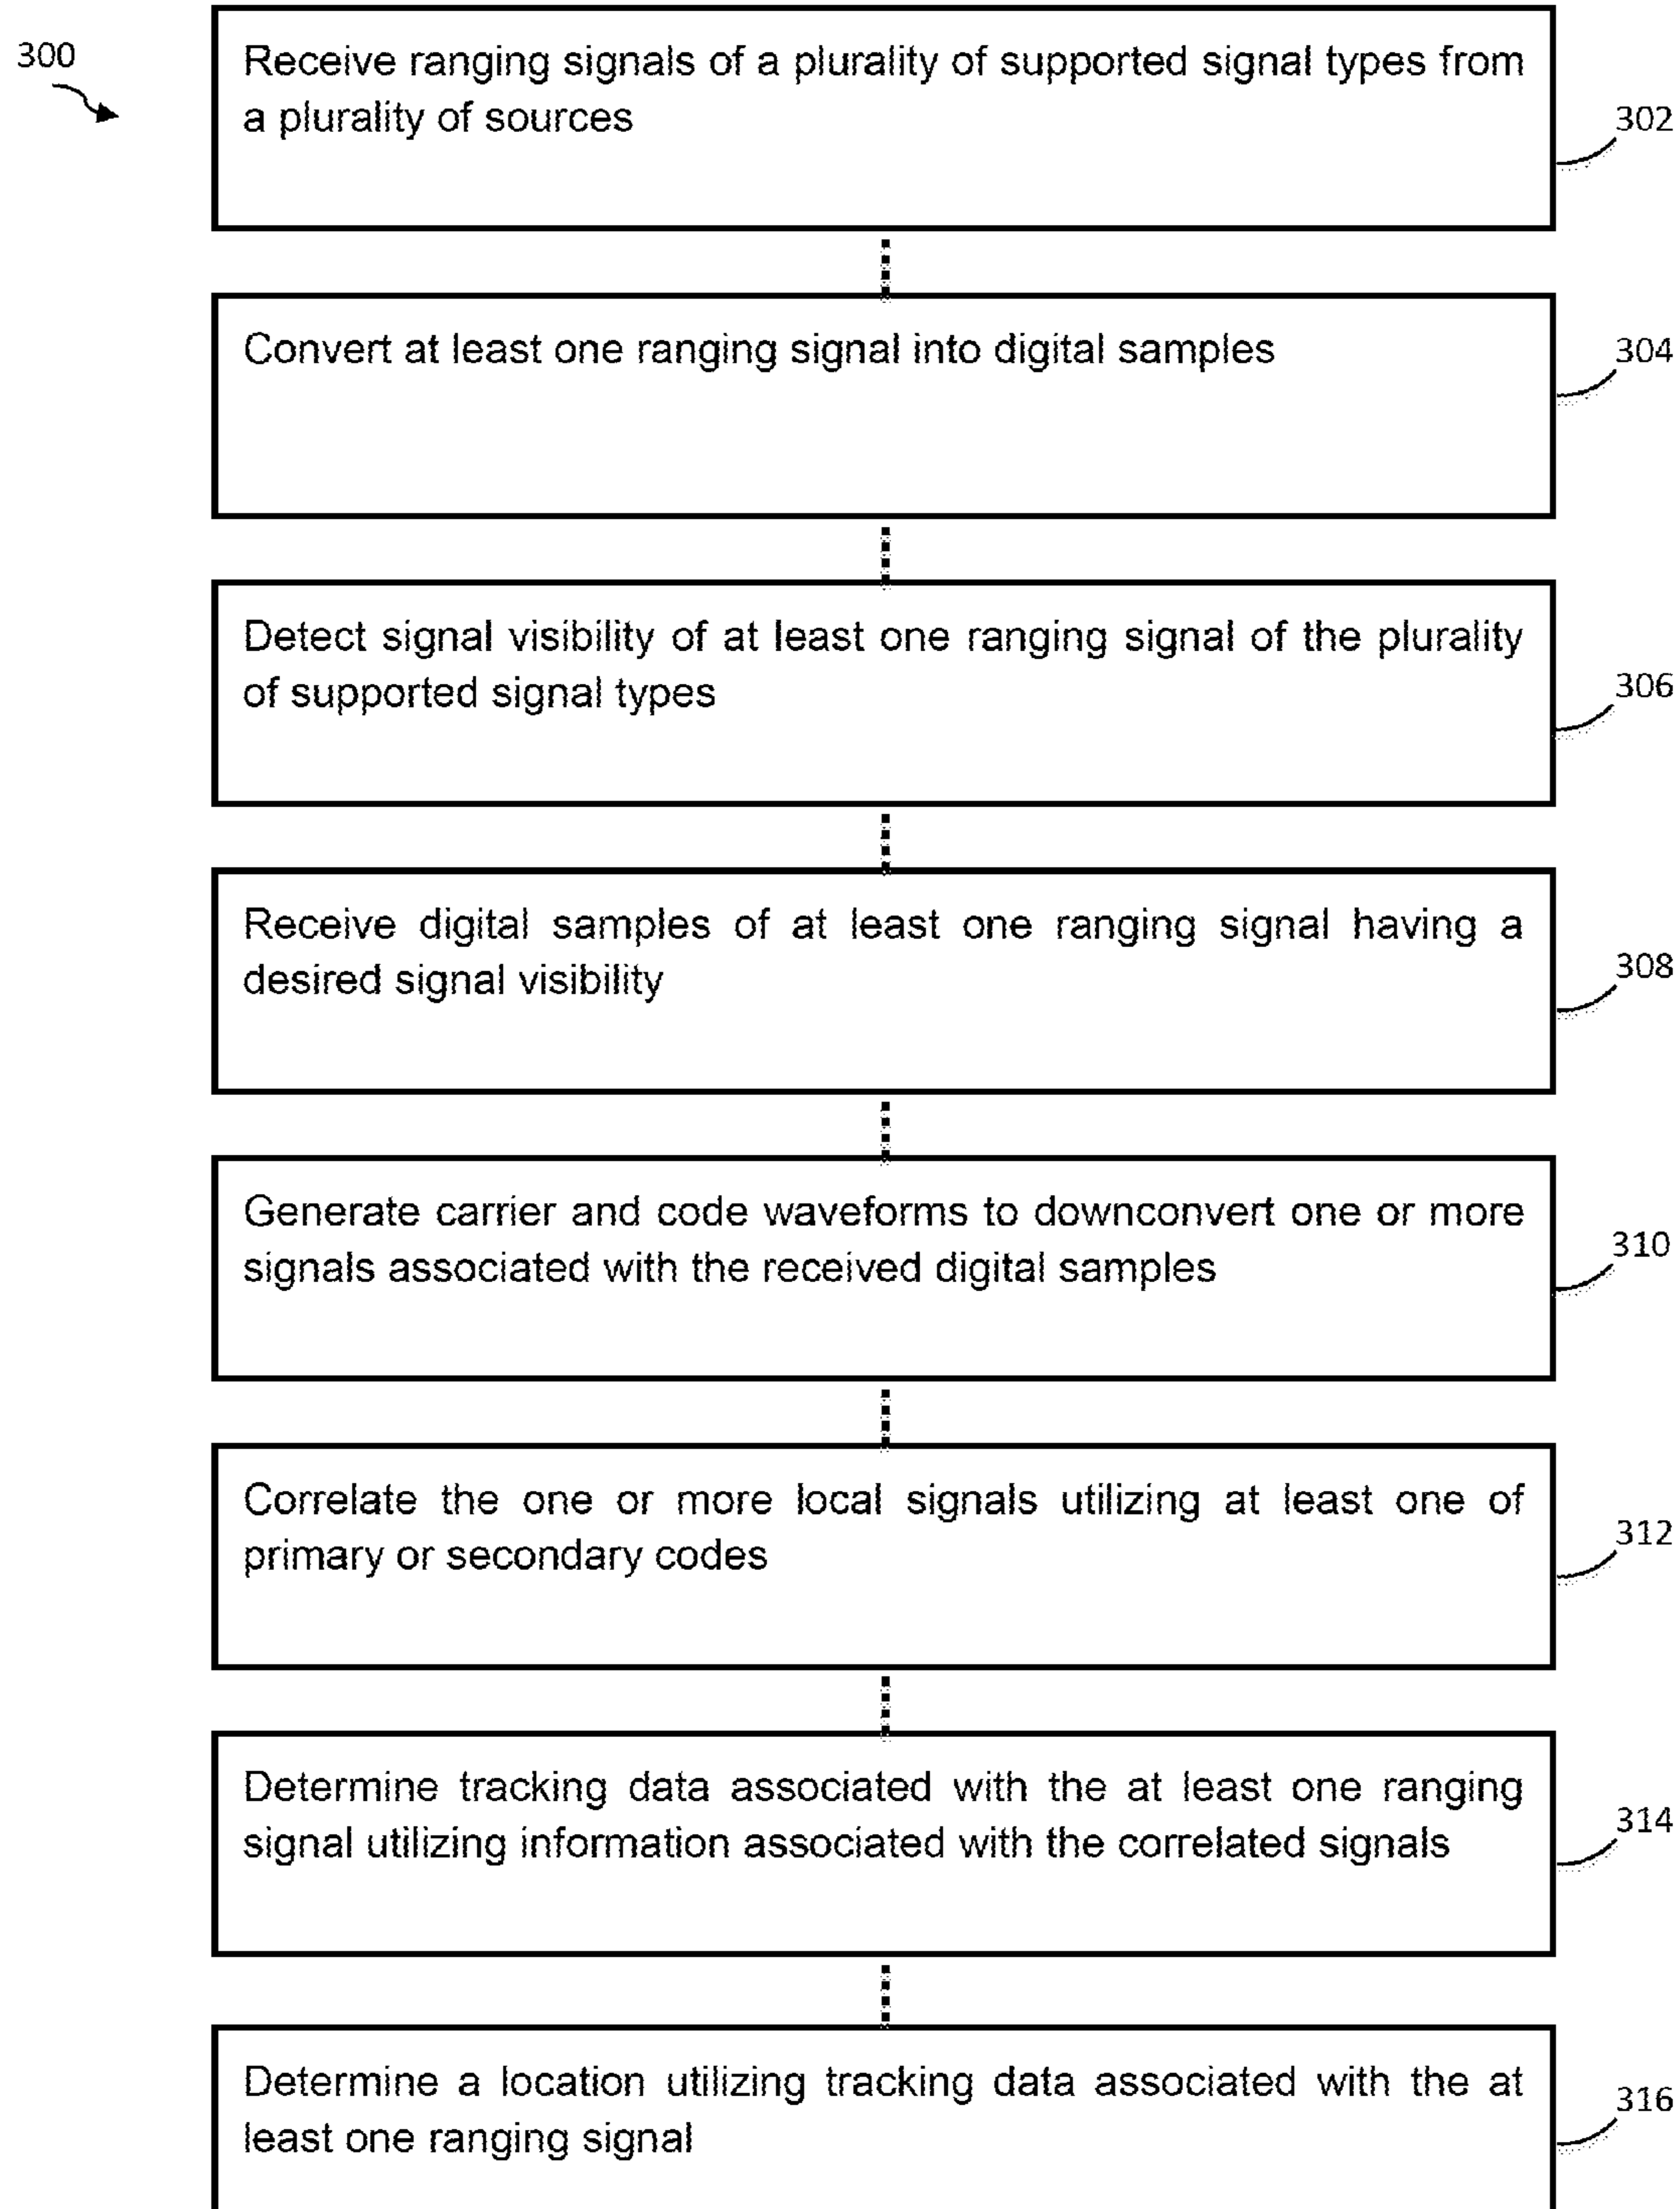 300
Receive ranging signals of a plurality of supported signal types from
a plurality of sources
302
Convert at least one ranging signal into digital samples
304
Detect signal visibility of at least one ranging signal of the plurality
of supported signal types
306
Receive digital samples of at least one ranging signal having a
desired signal visibility
308
Generate carrier and code waveforms to downconvert one or more
signals associated with the received digital samples
310
Correlate the one or more local signals utilizing at least one of
primary or secondary codes
312
Determine tracking data associated with the at least one ranging
signal utilizing information associated with the correlated signals
314
Determine a location utilizing tracking data associated with the at
least one ranging signal
316